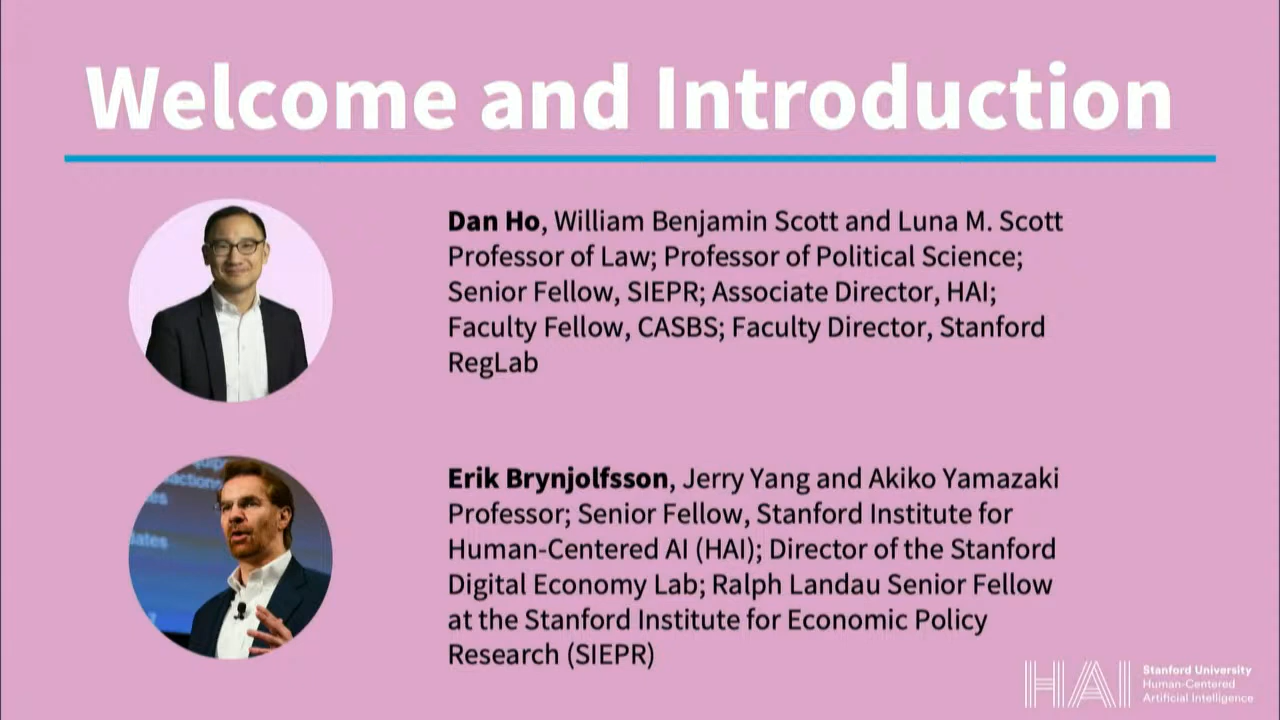 Welcome and Introduction
Dan Ho, William Benjamin Scott and Luna M. Scott
Professor of Law; Professor of Political Science;
Senior Fellow, SIEPR; Associate Director, HAI;
Faculty Fellow, CASBS; Faculty Director, Stanford
RegLab
Erik Brynjolfsson, Jerry Yang and Akiko Yamazaki
Professor; Senior Fellow, Stanford Institute for
Human-Centered AI (HAI); Director of the Stanford
Digital Economy Lab; Ralph Landau Senior Fellow
at the Stanford Institute for Economic Policy
Research (SIEPR)
HAI
Stanford University
Human-Centered
Artificial Intelligence